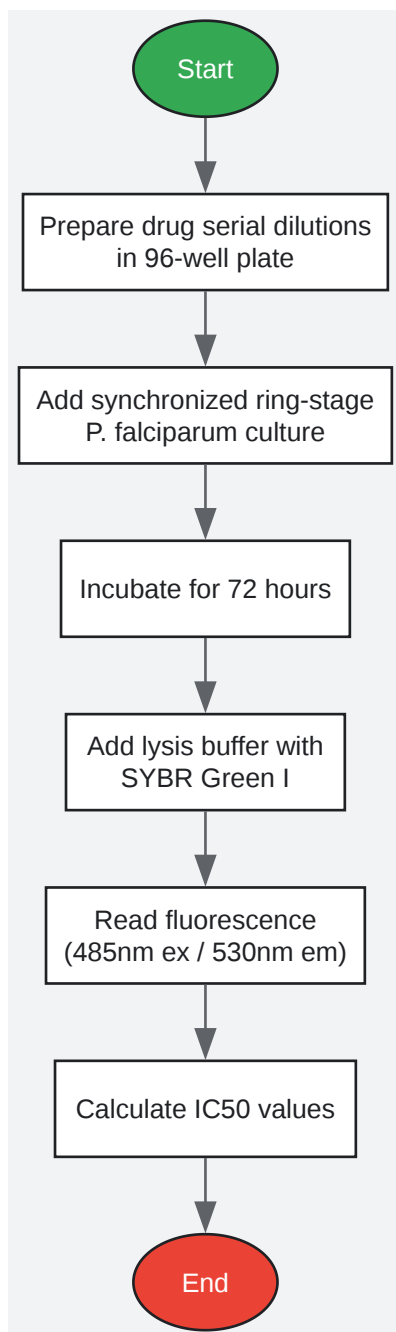 Start
Prepare drug serial dilutions
in 96-well plate
Add synchronized ring-stage
P. falciparum culture
Incubate for 72 hours
Add lysis buffer with
SYBR Green I
Read fluorescence
(485nm ex / 530nm em)
Calculate IC50 values
End